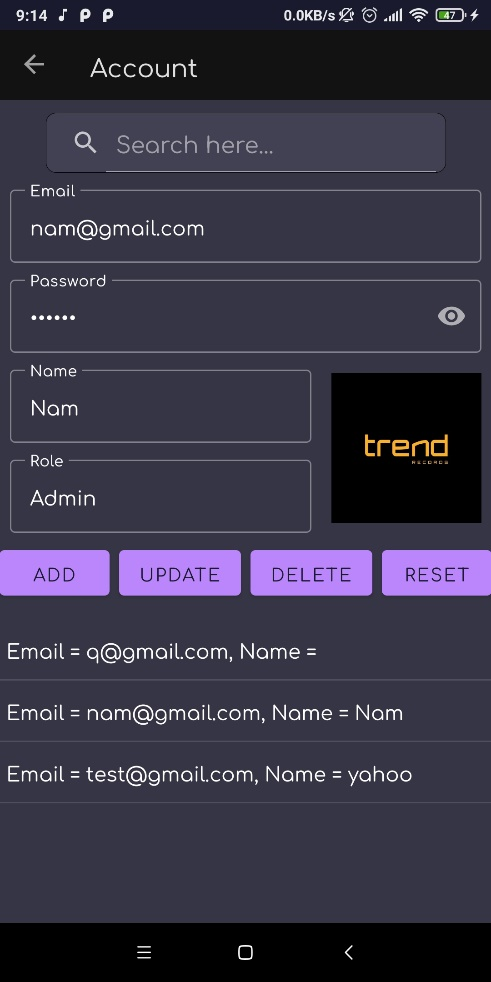 9:14 0.0KB/s 47
Account
Search here...
Email
nam@gmail.com
Password
••••••
Name
Nam
trend
RECORDS
Role
Admin
ADD UPDATE DELETE RESET
Email = q@gmail.com, Name =
Email = nam@gmail.com, Name = Nam
Email = test@gmail.com, Name = yahoo